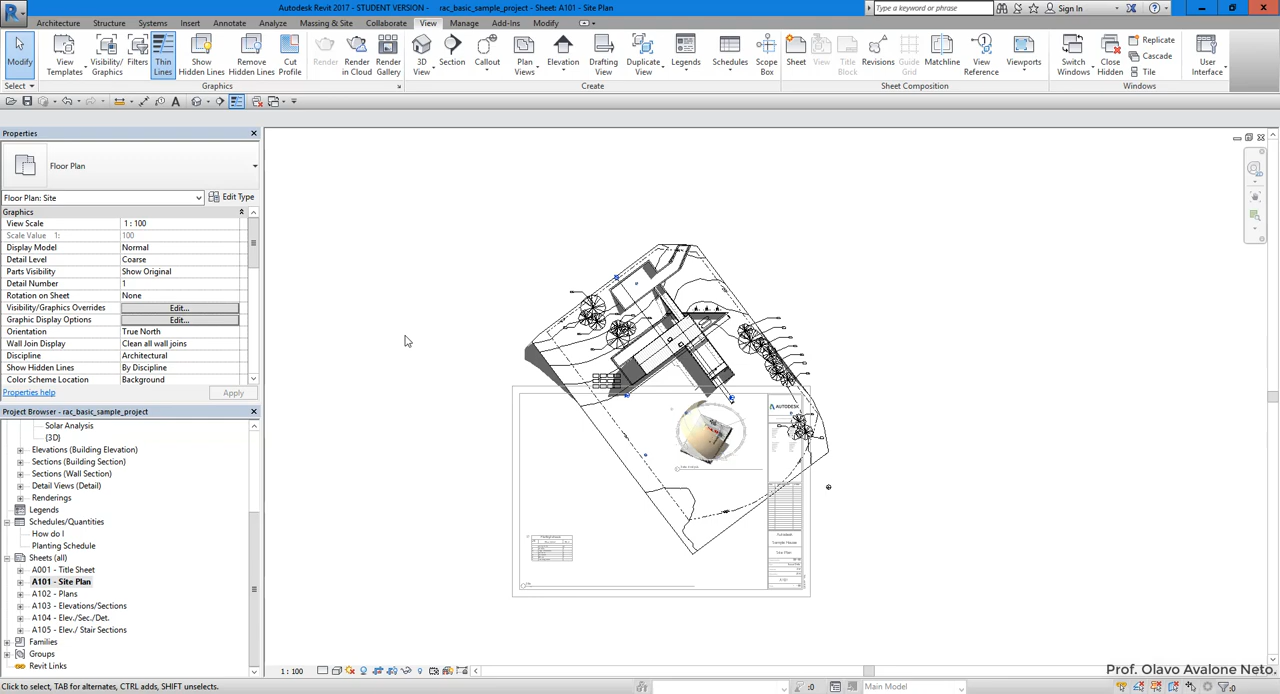 Autodesk Revit 2017 - STUDENT VERSION - rac_basic_sample_project - Sheet: A101 - Site Plan
Type a keyword or phrase
Sign In
Architecture Structure Systems Insert Annotate Analyze Massing & Site Collaborate View Manage Add-Ins Modify
Modify
View Templates
Visibility/ Graphics
Filters
Thin Lines
Show Hidden Lines
Remove Hidden Lines
Cut Profile
Render
Render in Cloud
Render Gallery
3D View
Section
Callout
Plan Views
Elevation
Drafting View
Duplicate View
Legends
Schedules
Scope Box
Sheet
View
Title Block
Revisions
Guide Grid
Matchline
View Reference
Viewports
Switch Windows
Close Hidden
Replicate
Cascade
Tile
User Interface
Select
Graphics
Create
Sheet Composition
Windows
Properties
Floor Plan
Floor Plan: Site
Edit Type
Graphics
View Scale 1 : 100
Scale Value 1: 100
Display Model Normal
Detail Level Coarse
Parts Visibility Show Original
Detail Number 1
Rotation on Sheet None
Visibility/Graphics Overrides Edit...
Graphic Display Options Edit...
Orientation True North
Wall Join Display Clean all wall joins
Discipline Architectural
Show Hidden Lines By Discipline
Color Scheme Location Background
Properties help
Apply
Project Browser - rac_basic_sample_project
Solar Analysis
{3D}
Elevations (Building Elevation)
Sections (Building Section)
Sections (Wall Section)
Detail Views (Detail)
Renderings
Legends
Schedules/Quantities
How do I
Planting Schedule
Sheets (all)
A001 - Title Sheet
A101 - Site Plan
A102 - Plans
A103 - Elevations/Sections
A104 - Elev./Sec./Det.
A105 - Elev./ Stair Sections
Families
Groups
Revit Links
AUTODESK
Autodesk
Sample House
Site Plan
A101
1 : 100
Prof. Olavo Avalone Neto.
Click to select, TAB for alternates, CTRL adds, SHIFT unselects.
:0
Main Model
:0